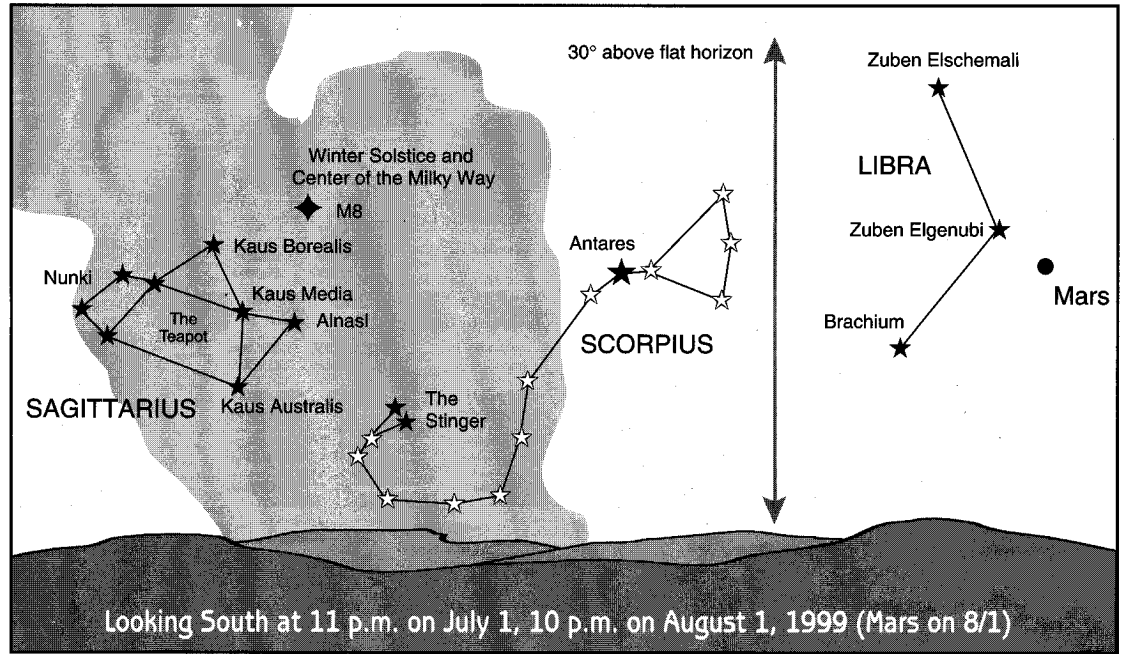 30° above flat horizon
Zuben Elschemali
LIBRA
Winter Solstice and
Center of the Milky Way
M8
Zuben Elgenubi
Kaus Borealis
Antares
Nunki
Mars
Kaus Media
The
Teapot
Alnasl
Brachium
SCORPIUS
SAGITTARIUS
Kaus Australis
The
Stinger
Looking South at 11 p.m. on July 1, 10 p.m. on August 1, 1999 (Mars on 8/1)